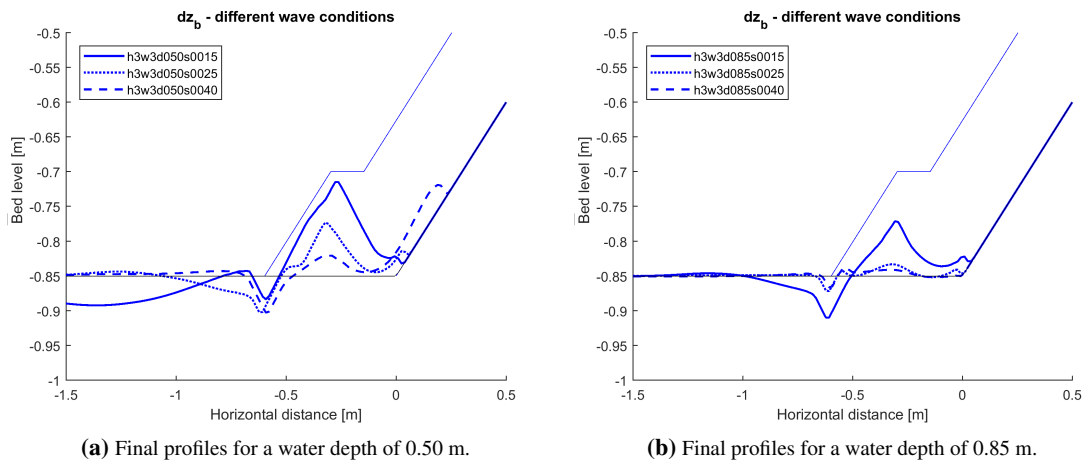 dz_b - different wave conditions
-0.5
-0.55
-0.6
-0.65
-0.7
-0.75
-0.8
-0.85
-0.9
-0.95
-1
Bed level [m]
h3w3d050s0015
h3w3d050s0025
h3w3d050s0040
-1.5 -1 -0.5 0 0.5
Horizontal distance [m]
(a) Final profiles for a water depth of 0.50 m.
dz_b - different wave conditions
-0.5
-0.55
-0.6
-0.65
-0.7
-0.75
-0.8
-0.85
-0.9
-0.95
-1
Bed level [m]
h3w3d085s0015
h3w3d085s0025
h3w3d085s0040
-1.5 -1 -0.5 0 0.5
Horizontal distance [m]
(b) Final profiles for a water depth of 0.85 m.